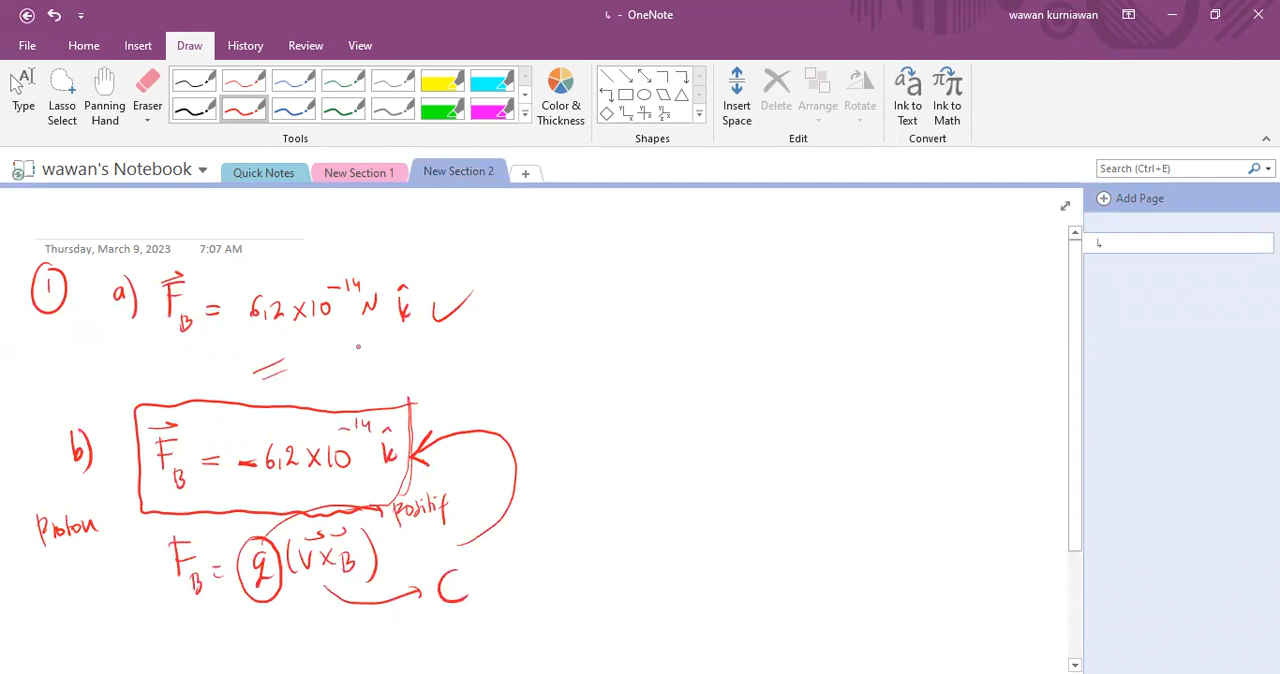 ↳ - OneNote
wawan kurniawan
File Home Insert Draw History Review View
Type
Lasso Select
Panning Hand
Eraser
Color & Thickness
Insert Space
Delete
Arrange
Rotate
Ink to Text
Ink to Math
Tools
Shapes
Edit
Convert
wawan's Notebook
Quick Notes
New Section 1
New Section 2
Search (Ctrl+E)
Add Page
↳
Thursday, March 9, 2023 7:07 AM
① a) F⃗_B = 6,2 x 10^-14 N k̂ ✓
b) F⃗_B = -6,2 x 10^-14 k̂
Proton
positif
F_B = q (v⃗ x B⃗)
C